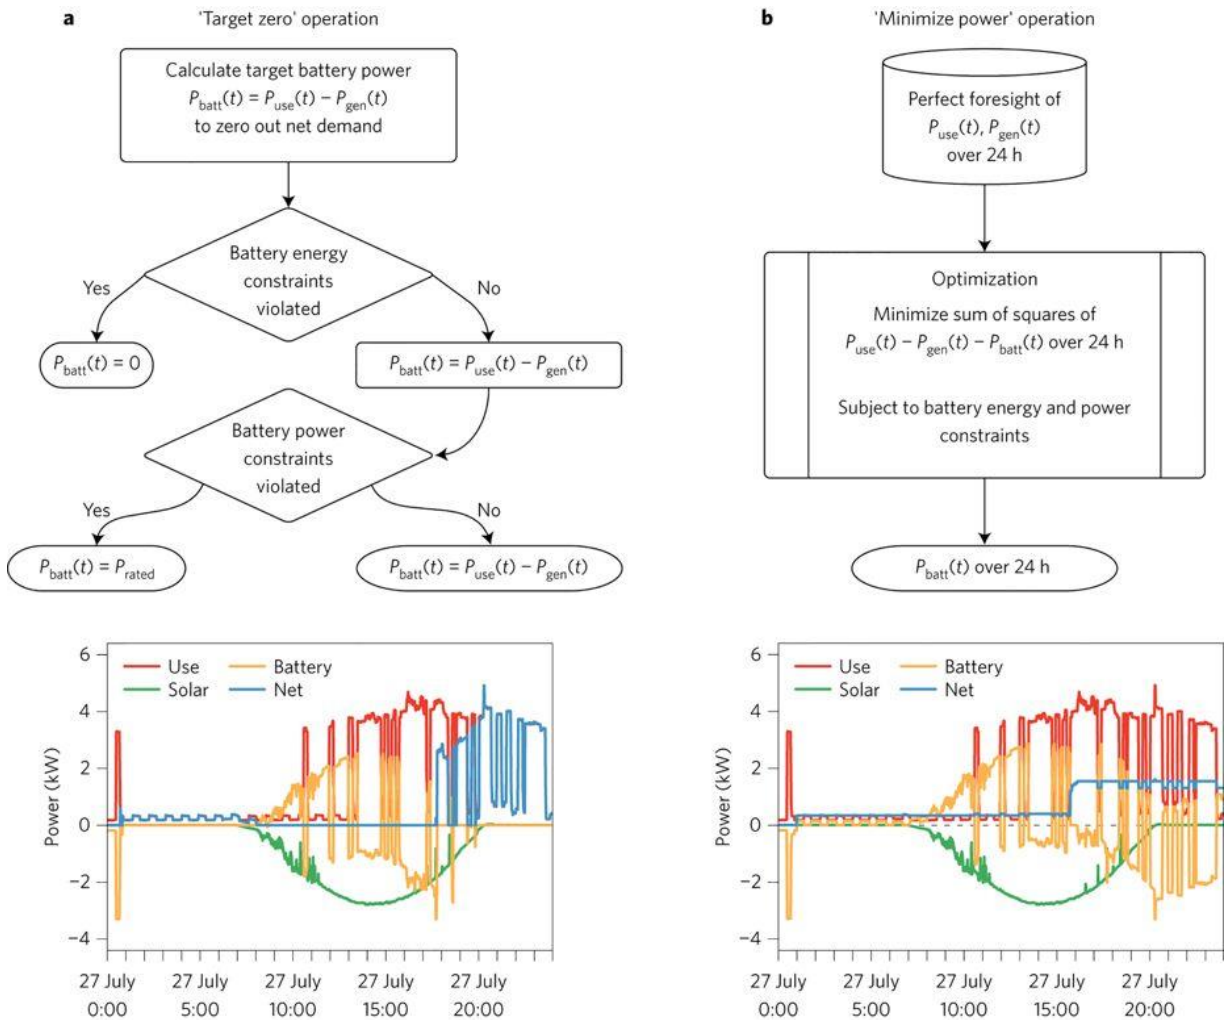 a 'Target zero' operation
Calculate target battery power
P_batt(t) = P_use(t) − P_gen(t)
to zero out net demand
Battery energy
constraints
violated
Yes
No
P_batt(t) = 0
P_batt(t) = P_use(t) − P_gen(t)
Battery power
constraints
violated
Yes
No
P_batt(t) = P_rated
P_batt(t) = P_use(t) − P_gen(t)
6
4
2
0
−2
−4
Power (kW)
Use
Battery
Solar
Net
27 July 27 July 27 July 27 July 27 July
0:00 5:00 10:00 15:00 20:00
b 'Minimize power' operation
Perfect foresight of
P_use(t), P_gen(t)
over 24 h
Optimization
Minimize sum of squares of
P_use(t) − P_gen(t) − P_batt(t) over 24 h
Subject to battery energy and power
constraints
P_batt(t) over 24 h
6
4
2
0
−2
−4
Power (kW)
Use
Battery
Solar
Net
27 July 27 July 27 July 27 July 27 July
0:00 5:00 10:00 15:00 20:00